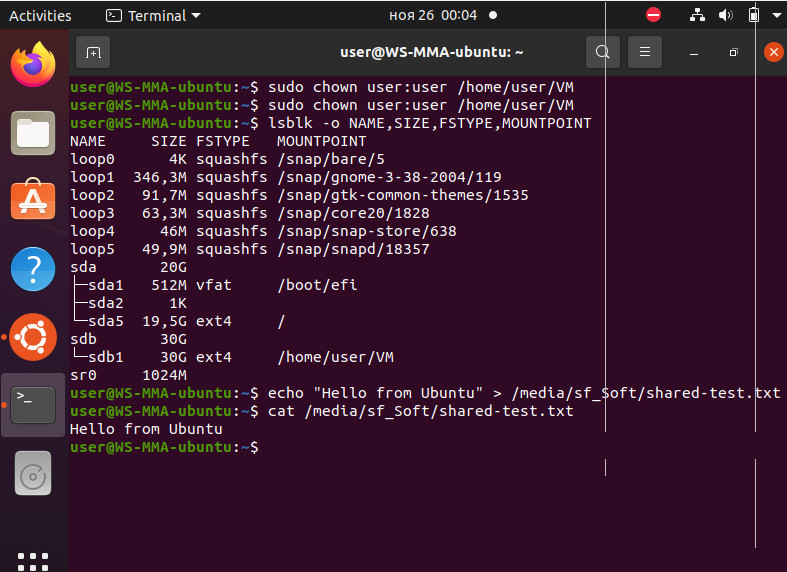 Activities Terminal ноя 26 00:04
user@WS-MMA-ubuntu: ~
user@WS-MMA-ubuntu:~$ sudo chown user:user /home/user/VM
user@WS-MMA-ubuntu:~$ sudo chown user:user /home/user/VM
user@WS-MMA-ubuntu:~$ lsblk -o NAME,SIZE,FSTYPE,MOUNTPOINT
NAME     SIZE FSTYPE   MOUNTPOINT
loop0      4K squashfs /snap/bare/5
loop1  346,3M squashfs /snap/gnome-3-38-2004/119
loop2   91,7M squashfs /snap/gtk-common-themes/1535
loop3   63,3M squashfs /snap/core20/1828
loop4     46M squashfs /snap/snap-store/638
loop5   49,9M squashfs /snap/snapd/18357
sda       20G
├─sda1   512M vfat     /boot/efi
├─sda2     1K
└─sda5  19,5G ext4     /
sdb       30G
└─sdb1    30G ext4     /home/user/VM
sr0     1024M
user@WS-MMA-ubuntu:~$ echo "Hello from Ubuntu" > /media/sf_Soft/shared-test.txt
user@WS-MMA-ubuntu:~$ cat /media/sf_Soft/shared-test.txt
Hello from Ubuntu
user@WS-MMA-ubuntu:~$